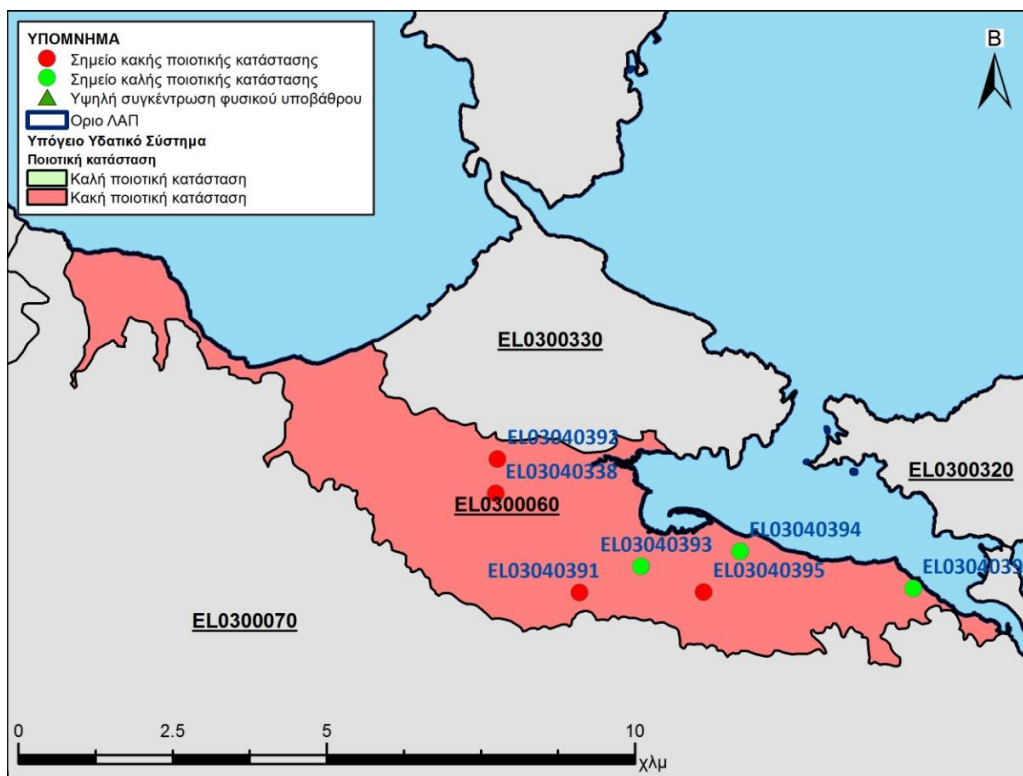 ΥΠΟΜΝΗΜΑ
Σημείο κακής ποιοτικής κατάστασης
Σημείο καλής ποιοτικής κατάστασης
Υψηλή συγκέντρωση φυσικού υποβάθρου
Οριο ΛΑΠ
Υπόγειο Υδατικό Σύστημα
Ποιοτική κατάσταση
Καλή ποιοτική κατάσταση
Κακή ποιοτική κατάσταση
Β
EL0300330
EL03040392
EL03040338
EL0300320
EL0300060
EL03040394
EL03040393
EL03040391
EL03040395
EL0304039
EL0300070
0 2.5 5 10
χλμ